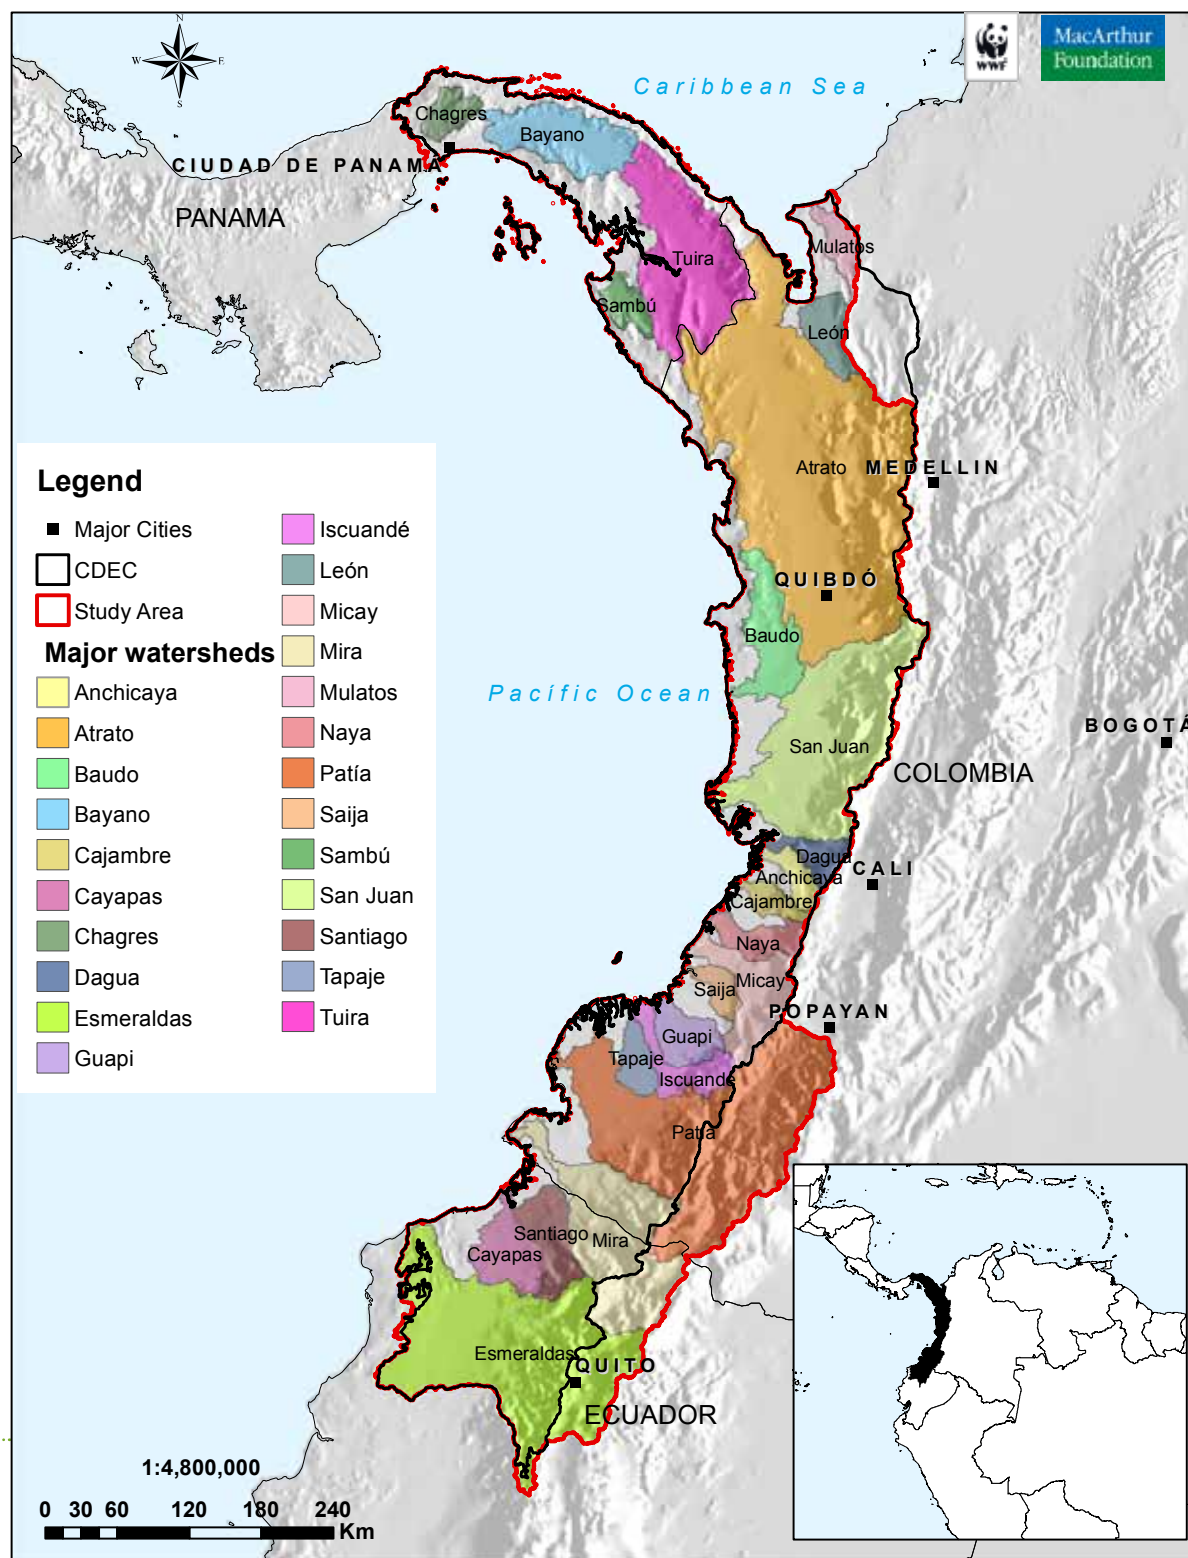 N
W E
S
WWF
MacArthur
Foundation
Caribbean Sea
Chagres
Bayano
CIUDAD DE PANAMA
PANAMA
Mulatos
Tuira
Sambú
León
Atrato
MEDELLIN
QUIBDÓ
Baudo
Pacífic Ocean
BOGOTÁ
San Juan
COLOMBIA
Dagua
CALI
Anchicaya
Cajambre
Naya
Micay
Saija
POPAYAN
Guapi
Tapaje
Iscuandé
Patía
Santiago
Mira
Cayapas
Esmeraldas
QUITO
ECUADOR
Legend
Major Cities
CDEC
Study Area
Major watersheds
Anchicaya
Atrato
Baudo
Bayano
Cajambre
Cayapas
Chagres
Dagua
Esmeraldas
Guapi
Iscuandé
León
Micay
Mira
Mulatos
Naya
Patía
Saija
Sambú
San Juan
Santiago
Tapaje
Tuira
1:4,800,000
0 30 60 120 180 240
Km